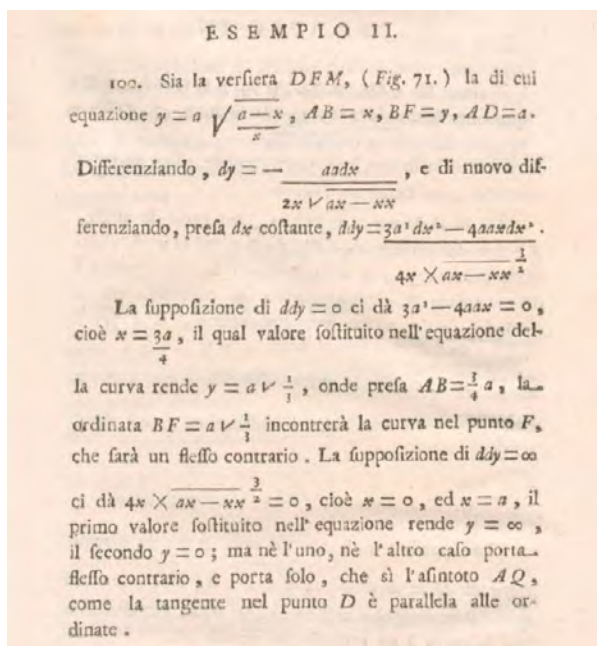 ESEMPIO II.
100. Sia la verſiera DFM, (Fig. 71.) la di cui
equazione y = a √ a—x / x, AB = x, BF = y, AD = a.
Differenziando, dy = — aadx / 2x √ ax — xx, e di nuovo dif-
ferenziando, preſa dx coſtante, ddy = 3a³dx² — 4aaxdx² / 4x × ax — xx ^ 3/2.
La ſuppoſizione di ddy = 0 ci dà 3a³ — 4aax = 0,
cioè x = 3a / 4, il qual valore ſoſtituito nell' equazione del-
la curva rende y = a √ 1/3, onde preſa AB = 3/4 a, la
ordinata BF = a √ 1/3 incontrerà la curva nel punto F,
che ſarà un fleſſo contrario. La ſuppoſizione di ddy = ∞
ci dà 4x × ax — xx ^ 3/2 = 0, cioè x = 0, ed x = a, il
primo valore ſoſtituito nell' equazione rende y = ∞,
il ſecondo y = 0; ma nè l'uno, nè l'altro caſo porta
fleſſo contrario, e porta ſolo, che sì l'aſintoto AQ,
come la tangente nel punto D è parallela alle or-
dinate.